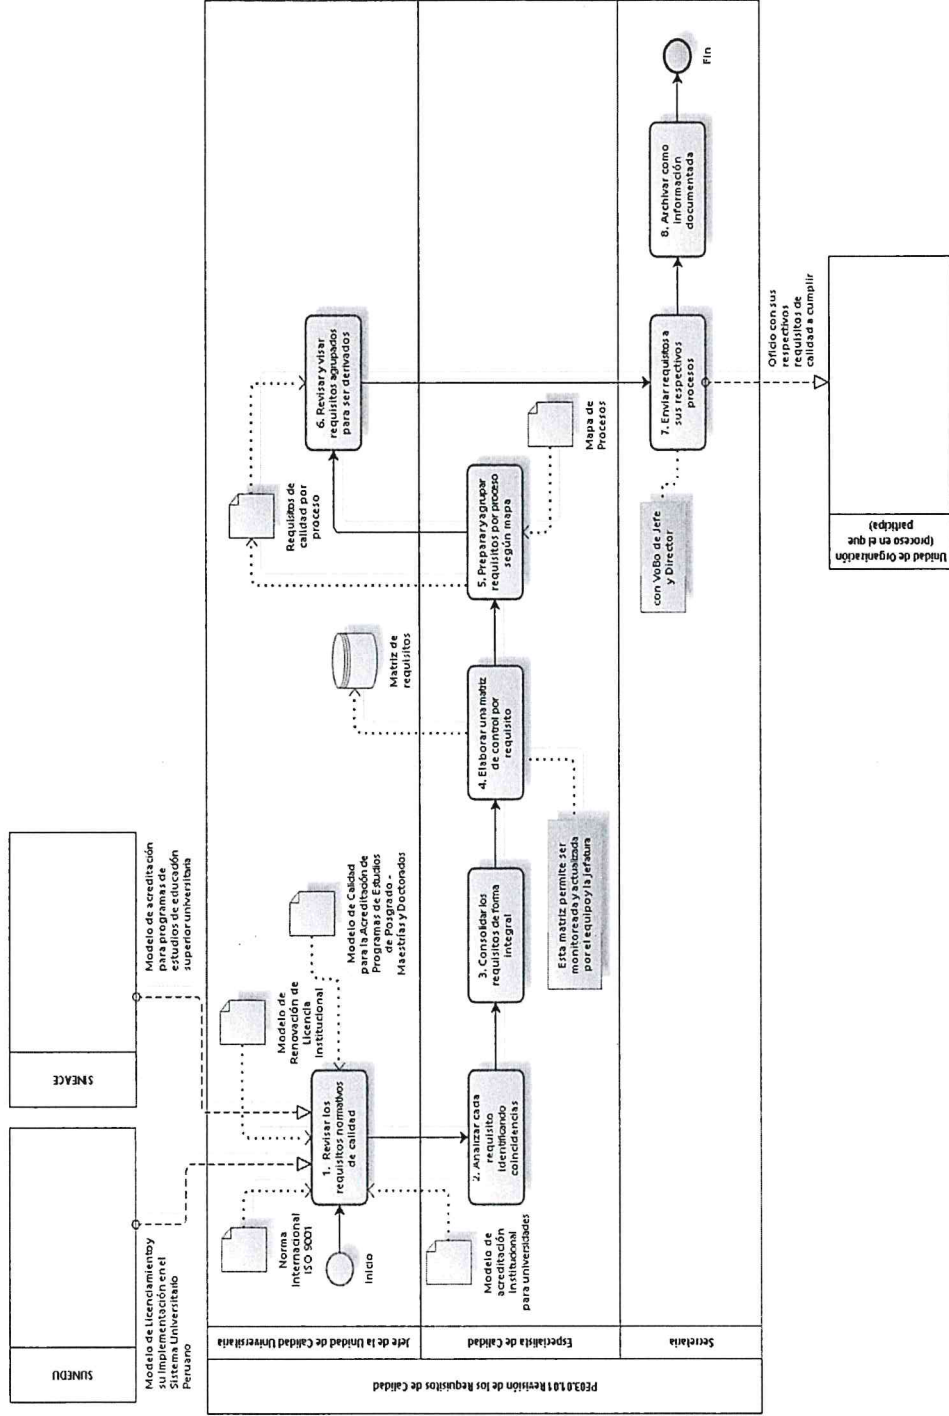 SUNEDU
Modelo de Licenciamiento y
su Implementación en el
Sistema Universitario
Peruano
SINEACE
Modelo de acreditación
para programas de
estudios de educación
superior universitaria
PE03.01.01 Revisión de los Requisitos de Calidad
Jefe de la Unidad de Calidad Universitaria
Inicio
Norma
Internacional
ISO 9001
1. Revisar los
requisitos normativos
de calidad
Modelo de
Renovación de
Licencia
Institucional
Modelo de Calidad
para la Acreditación de
Programas de Estudios
de Posgrado -
Maestrías y Doctorados
Matriz de
requisitos
Requisitos de
calidad por
proceso
6. Revisar y visar
requisitos agrupados
para ser derivados
Especialista de Calidad
Modelo de
acreditación
Institucional
para universidades
2. Analizar cada
requisito
identificando
coincidencias
3. Consolidar los
requisitos de forma
integral
4. Elaborar una matriz
de control por
requisito
Esta matriz permite ser
monitoreada y actualizada
por el equipo y la jefatura
5. Preparar y agrupar
requisitos por proceso
según mapa
Mapa de
Procesos
Secretaria
con VoBo de Jefe
y Director
7. Enviar requisitos a
sus respectivos
procesos
8. Archivar como
información
documentada
Fin
Oficio con sus
respectivos
requisitos de
calidad a cumplir
Unidad de Organización
(proceso en el que
participa)